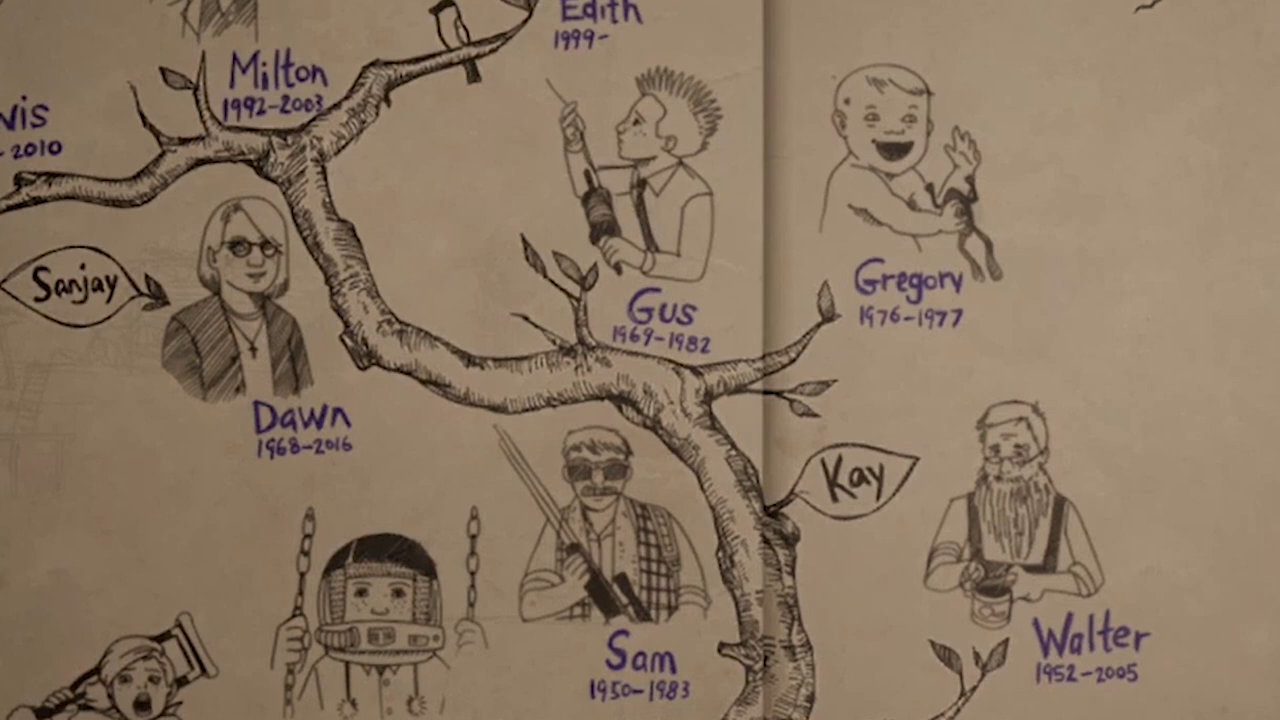 Edith
1999-
Milton
1992-2003
- 2010
Sanjay
Dawn
1968-2016
Gus
1969-1982
Gregory
1976-1977
Kay
Sam
1950-1983
Walter
1952-2005